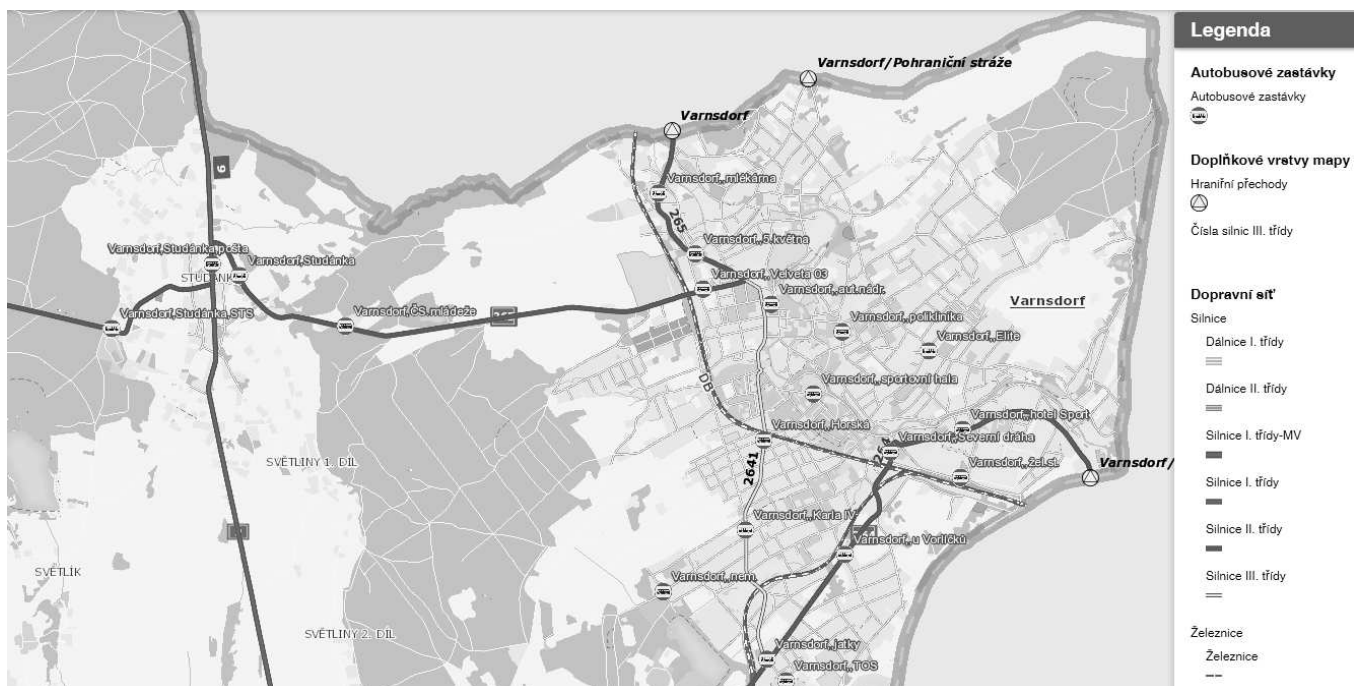 Varnsdorf/Pohraniční stráže
Varnsdorf
Varnsdorf,,mlékárna
265
9
Varnsdorf,,5.května
Varnsdorf,Studánka,pošta
Varnsdorf,Studánka
STUDÁNKA
Varnsdorf,,Velveta 03
Varnsdorf,,aut.nádr.
Varnsdorf
Varnsdorf,Studánka,STS
Varnsdorf,ČS.mládeže
Varnsdorf,,poliklinika
Varnsdorf,,Elite
DB
Varnsdorf,,sportovní hala
Varnsdorf,,hotel Sport
Varnsdorf,,Horská
Varnsdorf,,Severní dráha
264
SVĚTLINY 1. DÍL
2641
Varnsdorf,,žel.st.
Varnsdorf/
Varnsdorf,,Karla IV.
Varnsdorf,,u Vorlíčků
SVĚTLÍK
Varnsdorf,,nem.
SVĚTLINY 2. DÍL
Varnsdorf,,jatky
Varnsdorf,,TOS
Legenda
Autobusové zastávky
Autobusové zastávky
Doplňkové vrstvy mapy
Hraniřní přechody
Čísla silnic III. třídy
Dopravní síť
Silnice
Dálnice I. třídy
Dálnice II. třídy
Silnice I. třídy-MV
Silnice I. třídy
Silnice II. třídy
Silnice III. třídy
Železnice
Železnice